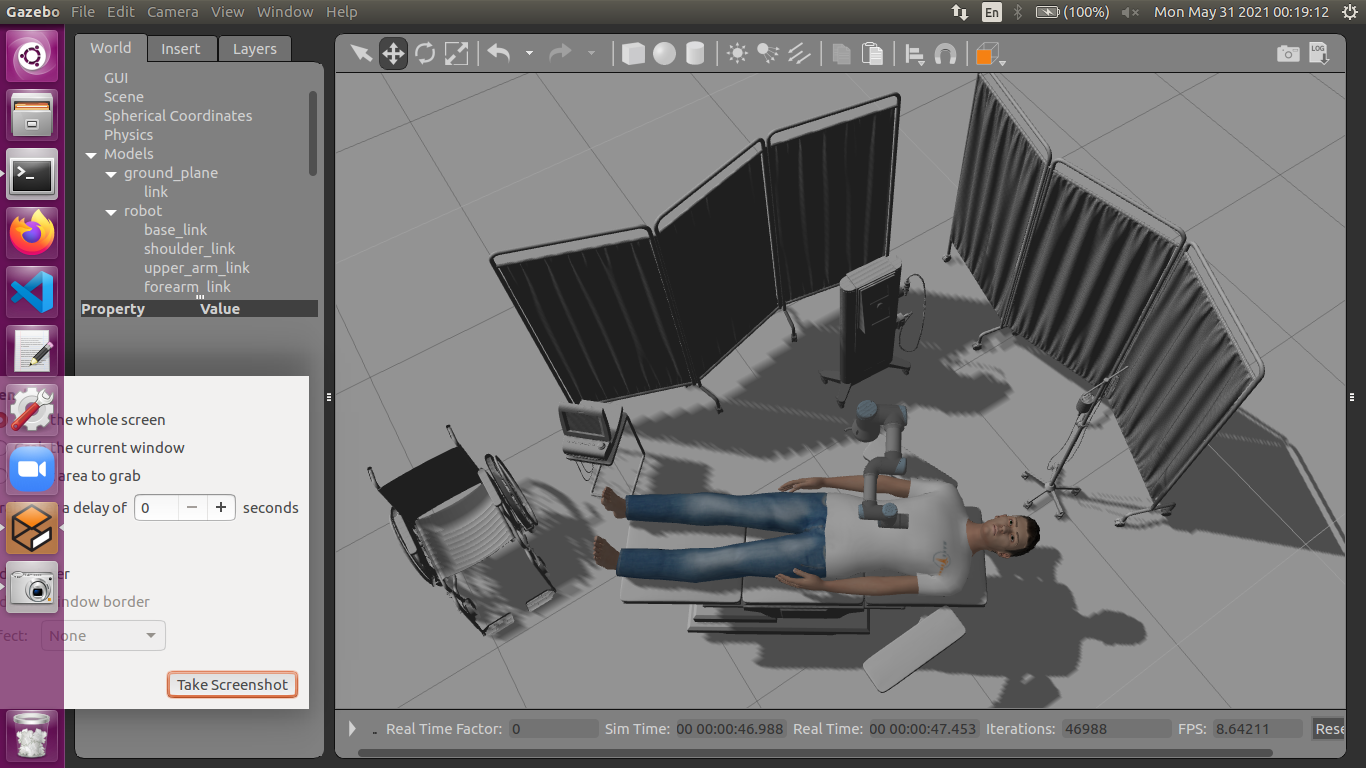 Gazebo File Edit Camera View Window Help En (100%) Mon May 31 2021 00:19:12
World Insert Layers
LOG
GUI
Scene
Spherical Coordinates
Physics
Models
ground_plane
link
robot
base_link
shoulder_link
upper_arm_link
forearm_link
Property Value
the whole screen
the current window
area to grab
a delay of 0 seconds
er
indow border
fect: None
Take Screenshot
Real Time Factor: 0 Sim Time: 00 00:00:46.988 Real Time: 00 00:00:47.453 Iterations: 46988 FPS: 8.64211 Rese